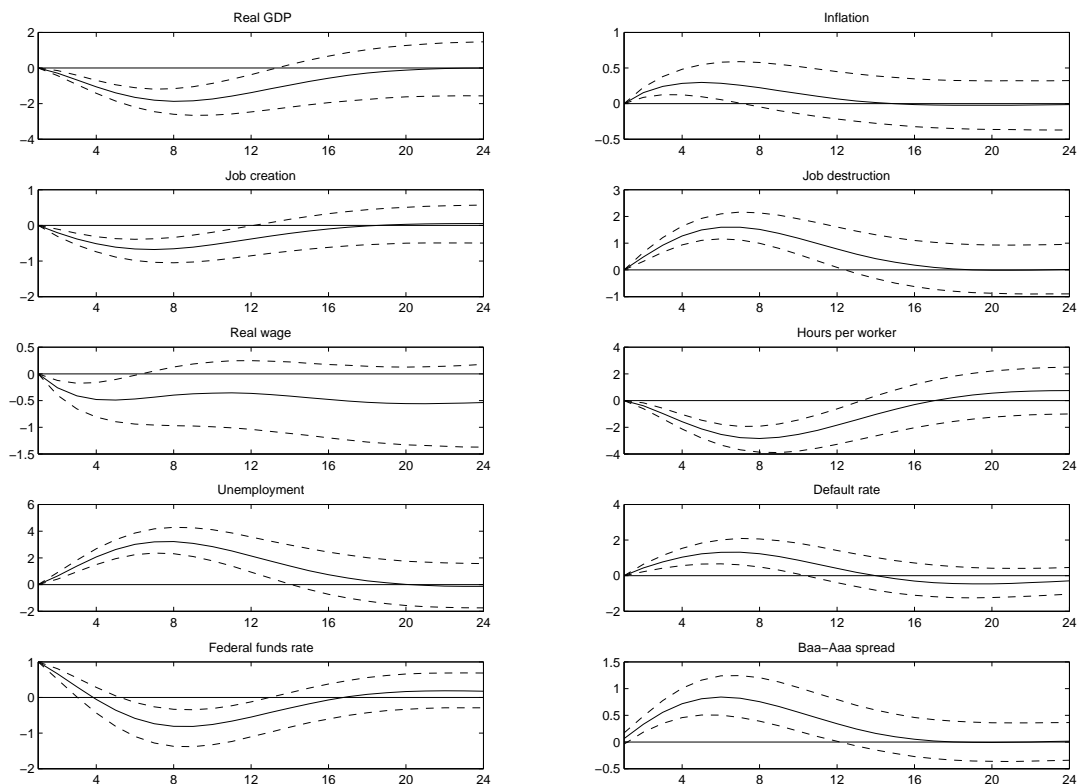 Real GDP
2
0
−2
−4
4 8 12 16 20 24
Inflation
1
0.5
0
−0.5
4 8 12 16 20 24
Job creation
1
0
−1
−2
4 8 12 16 20 24
Job destruction
3
2
1
0
−1
4 8 12 16 20 24
Real wage
0.5
0
−0.5
−1
−1.5
4 8 12 16 20 24
Hours per worker
4
2
0
−2
−4
4 8 12 16 20 24
Unemployment
6
4
2
0
−2
4 8 12 16 20 24
Default rate
4
2
0
−2
4 8 12 16 20 24
Federal funds rate
1
0
−1
−2
4 8 12 16 20 24
Baa−Aaa spread
1.5
1
0.5
0
−0.5
4 8 12 16 20 24